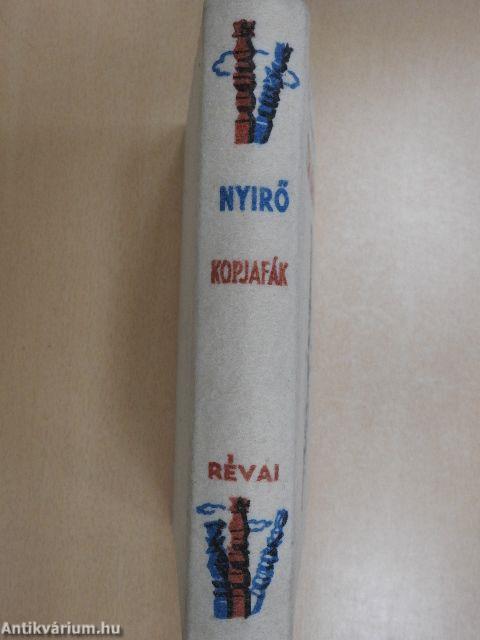 NYIRŐ
KOPJAFÁK
RÉVAI
Antikvárium.hu